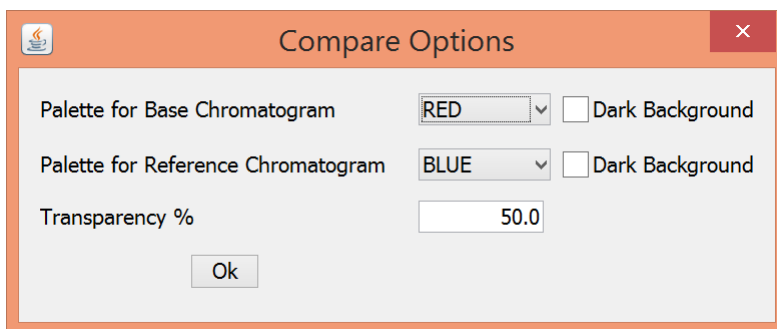 Compare Options
Palette for Base Chromatogram RED Dark Background
Palette for Reference Chromatogram BLUE Dark Background
Transparency % 50.0
Ok